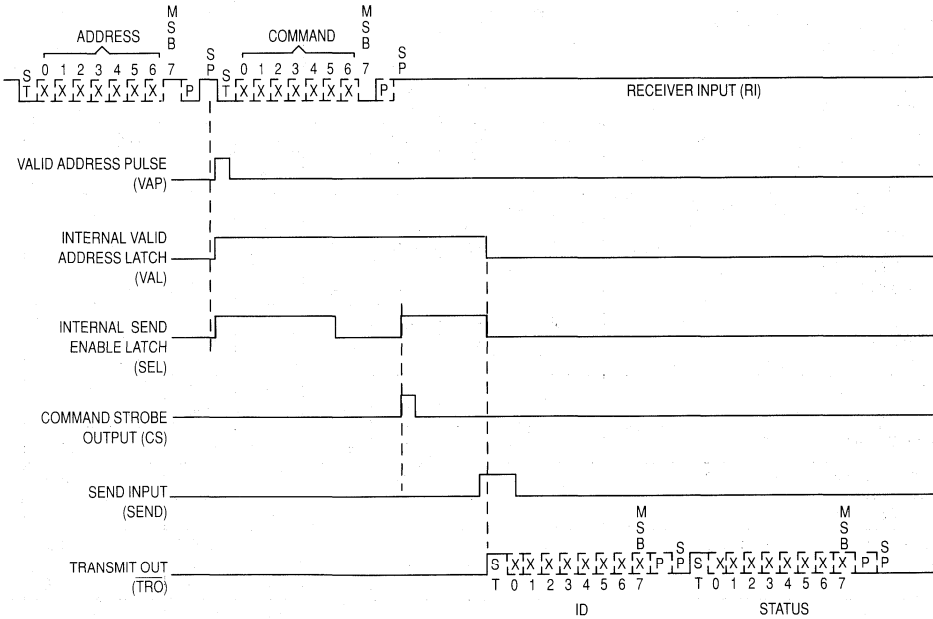 M
S
B
ADDRESS
S
P
0 1 2 3 4 5 6 7
S
T X X X X X X X P
COMMAND
M
S
B
S
P
0 1 2 3 4 5 6 7
S
T X X X X X X X P
RECEIVER INPUT (RI)
VALID ADDRESS PULSE
(VAP)
INTERNAL VALID
ADDRESS LATCH
(VAL)
INTERNAL SEND
ENABLE LATCH
(SEL)
COMMAND STROBE
OUTPUT (CS)
SEND INPUT
(SEND)
TRANSMIT OUT
(TRO)
M
S
B
S
P
S X X X X X X X X P
T 0 1 2 3 4 5 6 7
ID
M
S
B
S
P
S X X X X X X X X P
T 0 1 2 3 4 5 6 7
STATUS